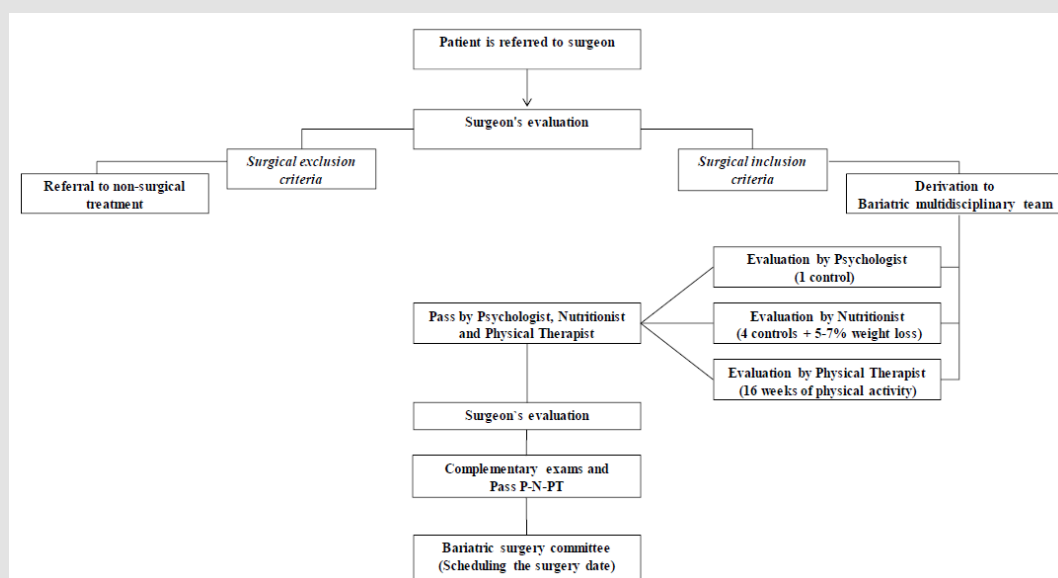 Patient is referred to surgeon
Surgeon's evaluation
Surgical exclusion
criteria
Surgical inclusion
criteria
Referral to non-surgical
treatment
Derivation to
Bariatric multidisciplinary team
Evaluation by Psychologist
(1 control)
Pass by Psychologist, Nutritionist
and Physical Therapist
Evaluation by Nutritionist
(4 controls + 5-7% weight loss)
Evaluation by Physical Therapist
(16 weeks of physical activity)
Surgeon`s evaluation
Complementary exams and
Pass P-N-PT
Bariatric surgery committee
(Scheduling the surgery date)